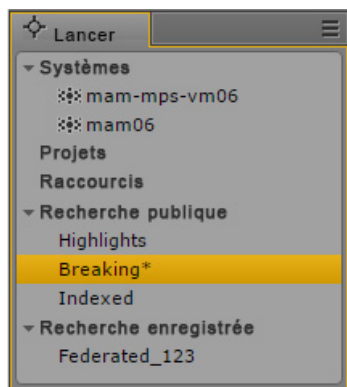 Lancer
Systèmes
mam-mps-vm06
mam06
Projets
Raccourcis
Recherche publique
Highlights
Breaking*
Indexed
Recherche enregistrée
Federated_123